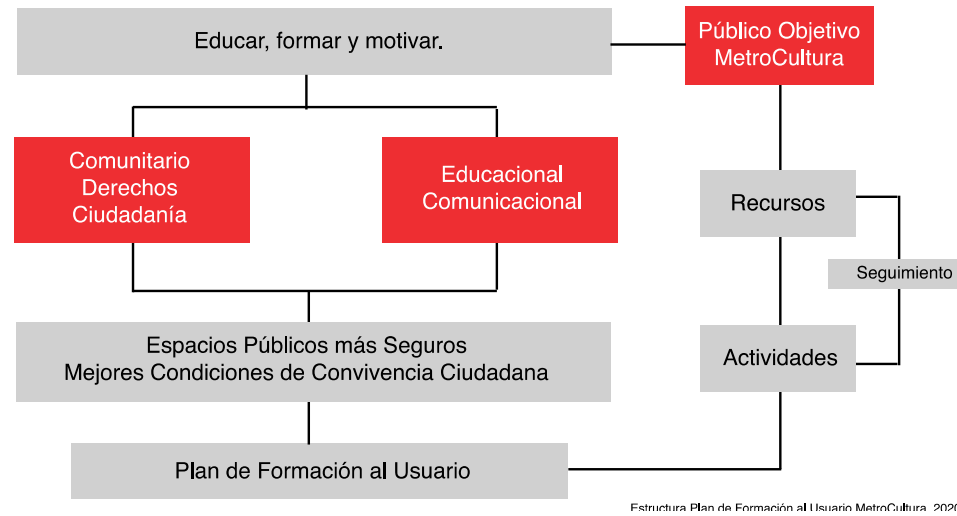 Educar, formar y motivar.
Público Objetivo
MetroCultura
Comunitario
Derechos
Ciudadanía
Educacional
Comunicacional
Recursos
Seguimiento
Espacios Públicos más Seguros
Mejores Condiciones de Convivencia Ciudadana
Actividades
Plan de Formación al Usuario
Estructura Plan de Formación al Usuario MetroCultura, 2020